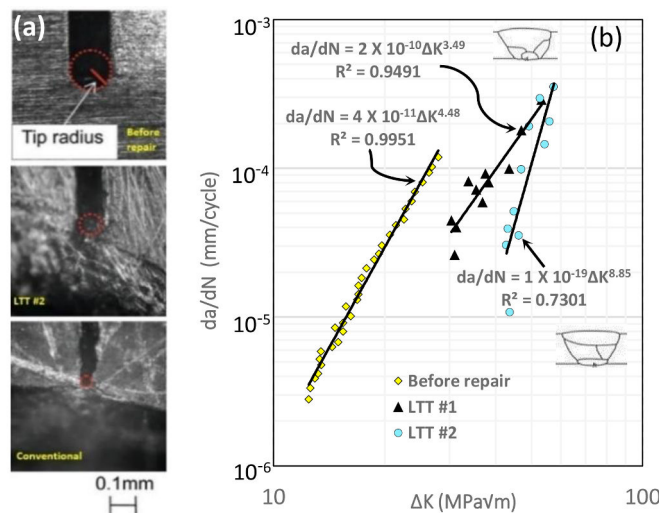 (a)
Tip radius
Before
repair
LTT #2
Conventional
0.1mm
(b)
da/dN (mm/cycle)
10⁻³
10⁻⁴
10⁻⁵
10⁻⁶
da/dN = 2 X 10⁻¹⁰ΔK³·⁴⁹
R² = 0.9491
da/dN = 4 X 10⁻¹¹ΔK⁴·⁴⁸
R² = 0.9951
da/dN = 1 X 10⁻¹⁹ΔK⁸·⁸⁵
R² = 0.7301
Before repair
LTT #1
LTT #2
10
ΔK (MPa√m)
100